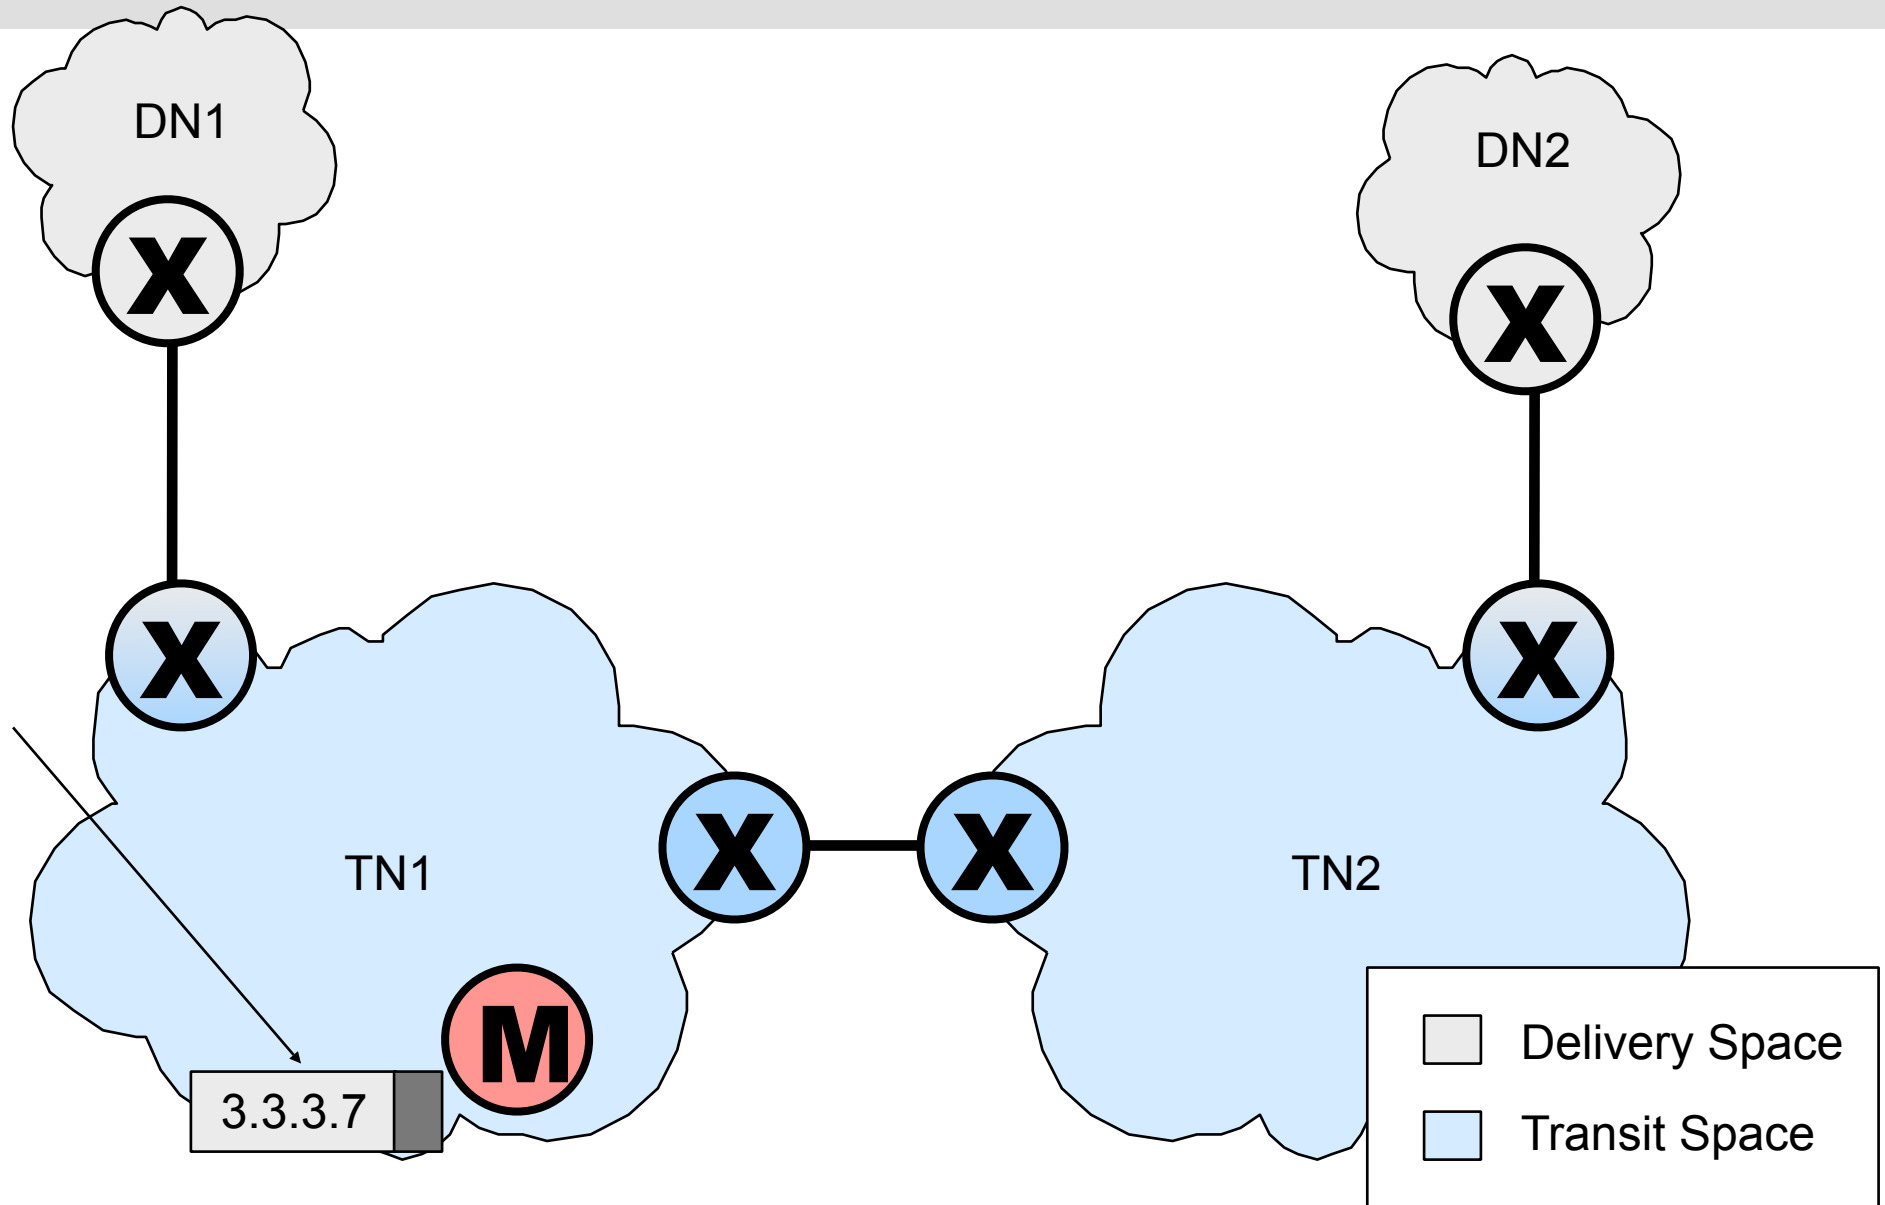 DN1
DN2
X
X
X
X
X
X
TN1
TN2
M
3.3.3.7
Delivery Space
Transit Space